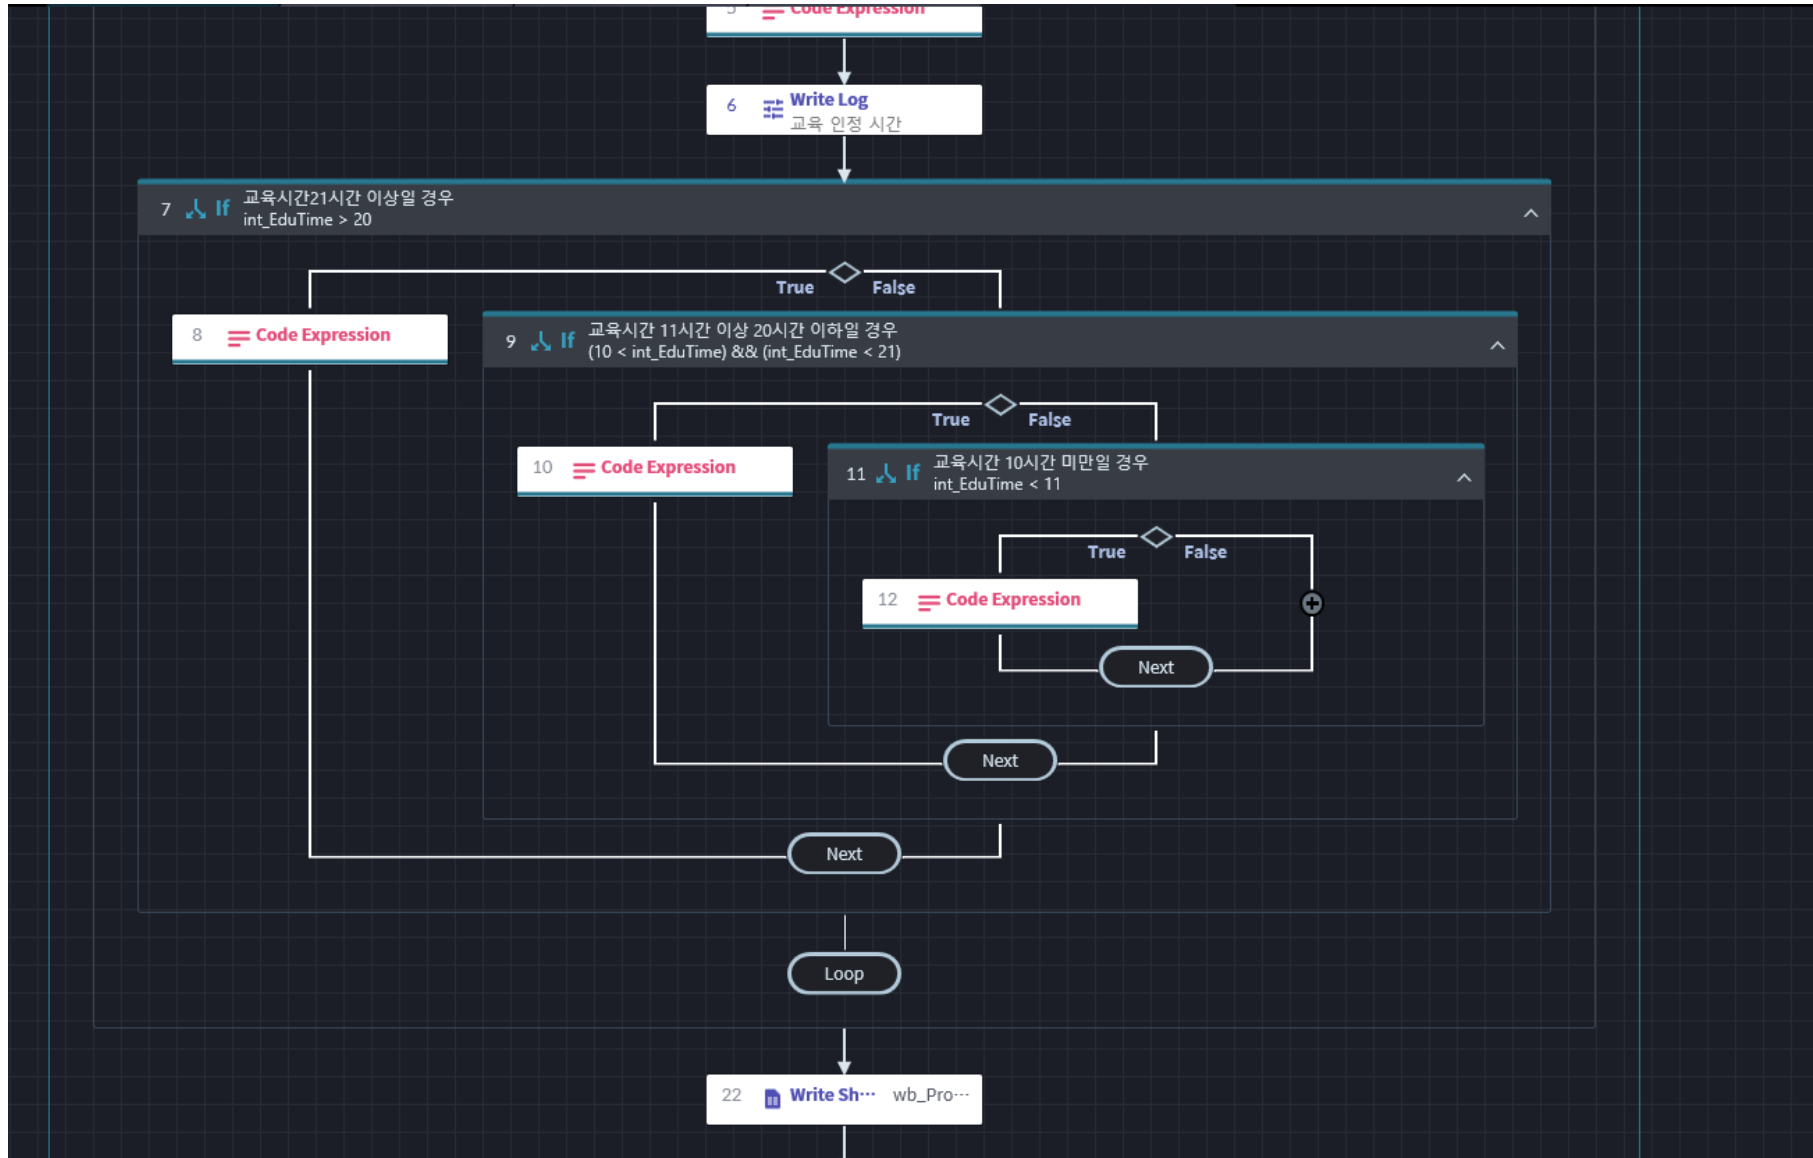 5 Code Expression
6 Write Log
교육 인정 시간
7 If 교육시간21시간 이상일 경우
int_EduTime > 20
True False
8 Code Expression
9 If 교육시간 11시간 이상 20시간 이하일 경우
(10 < int_EduTime) && (int_EduTime < 21)
True False
10 Code Expression
11 If 교육시간 10시간 미만일 경우
int_EduTime < 11
True False
12 Code Expression
Next
Next
Next
Loop
22 Write Sh··· wb_Pro···